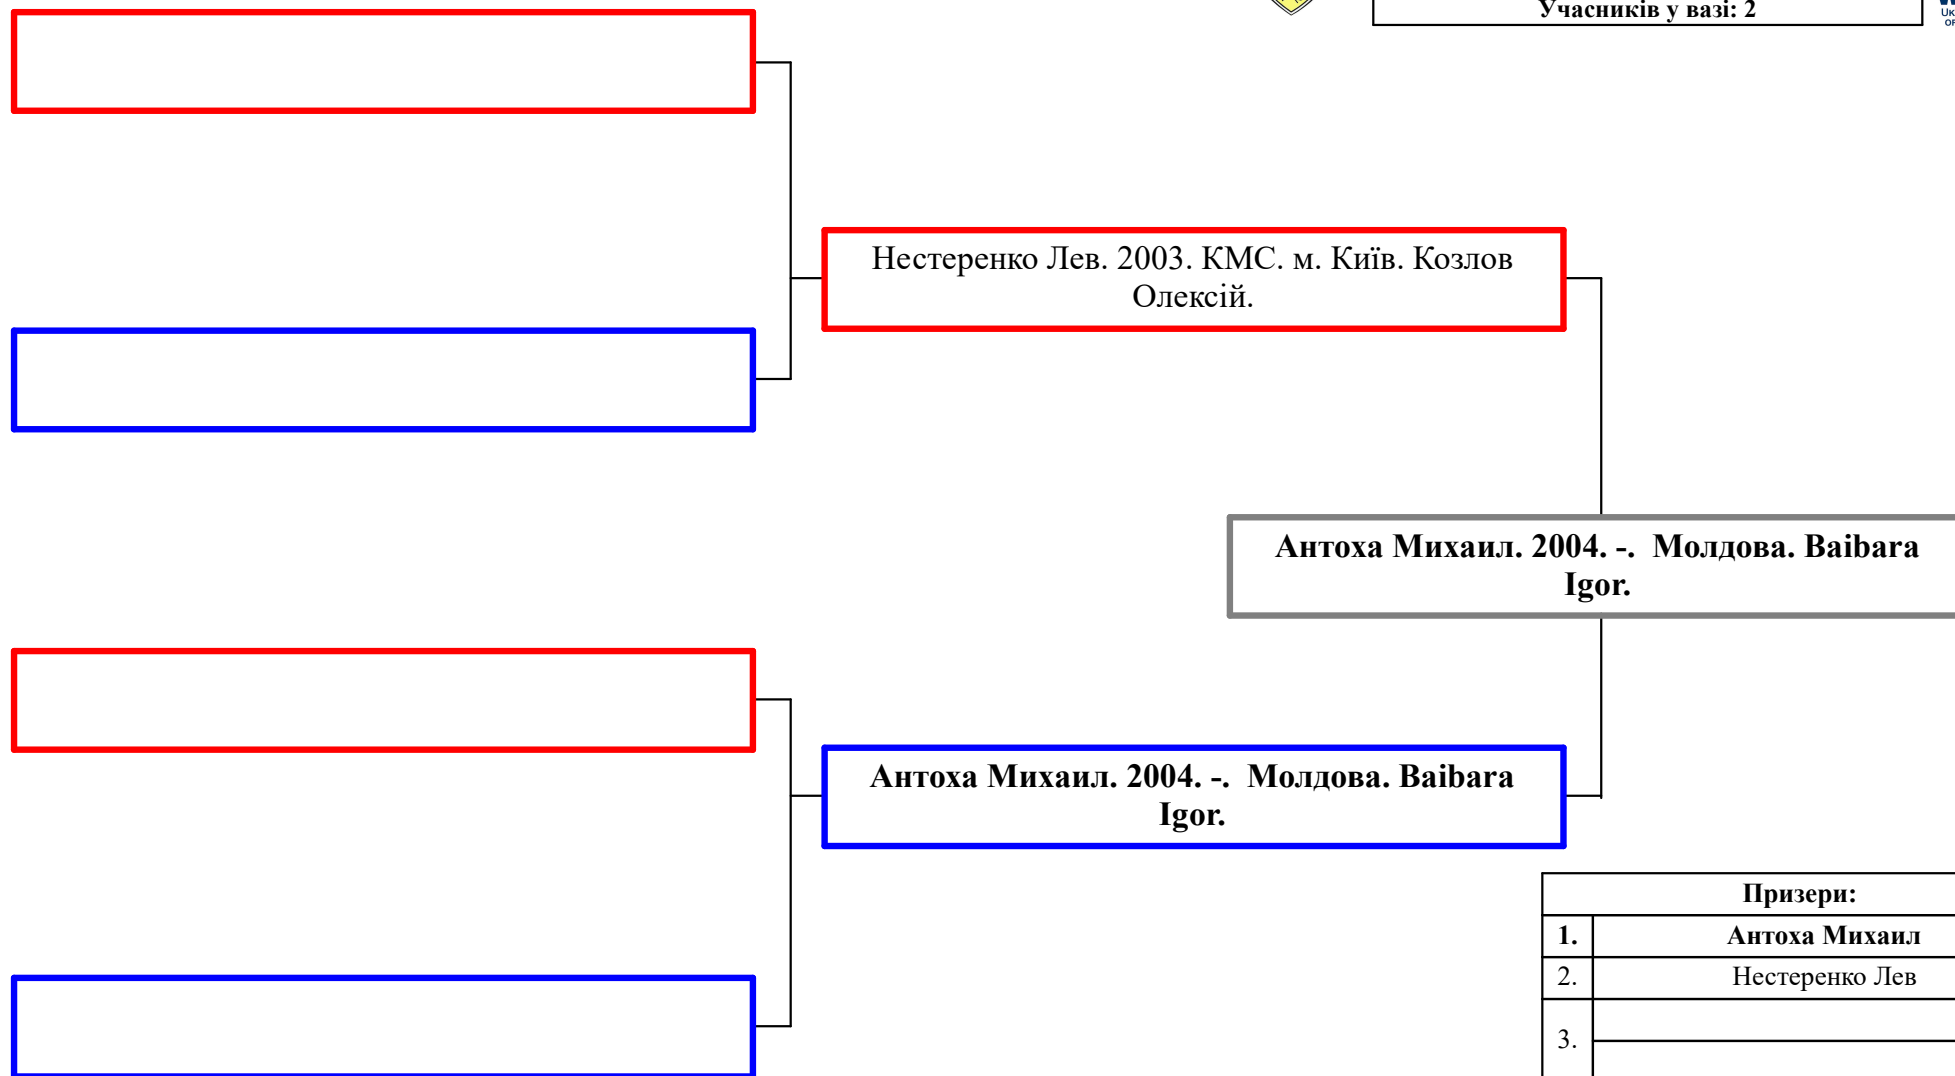 Учасників у вазі: 2
Нестеренко Лев. 2003. КМС. м. Київ. Козлов
Олексій.
Антоха Михаил. 2004. -.  Молдова. Baibara
Igor.
Антоха Михаил. 2004. -.  Молдова. Baibara
Igor.
Призери:
1. Антоха Михаил
2. Нестеренко Лев
3.